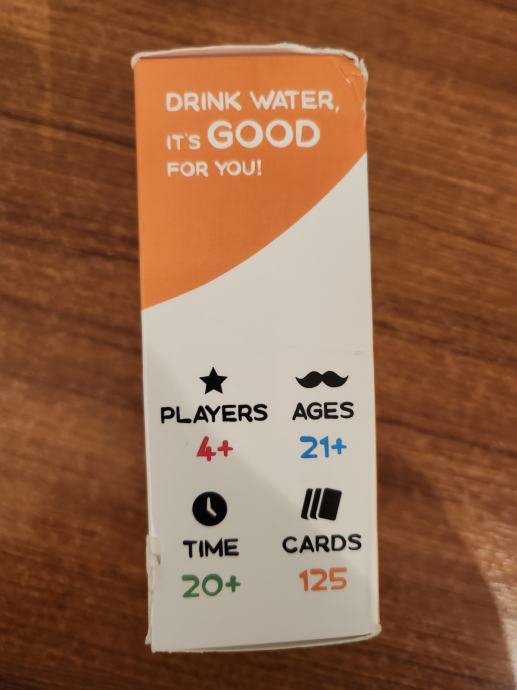 DRINK WATER,
IT'S GOOD
FOR YOU!
PLAYERS AGES
4+ 21+
TIME CARDS
20+ 125